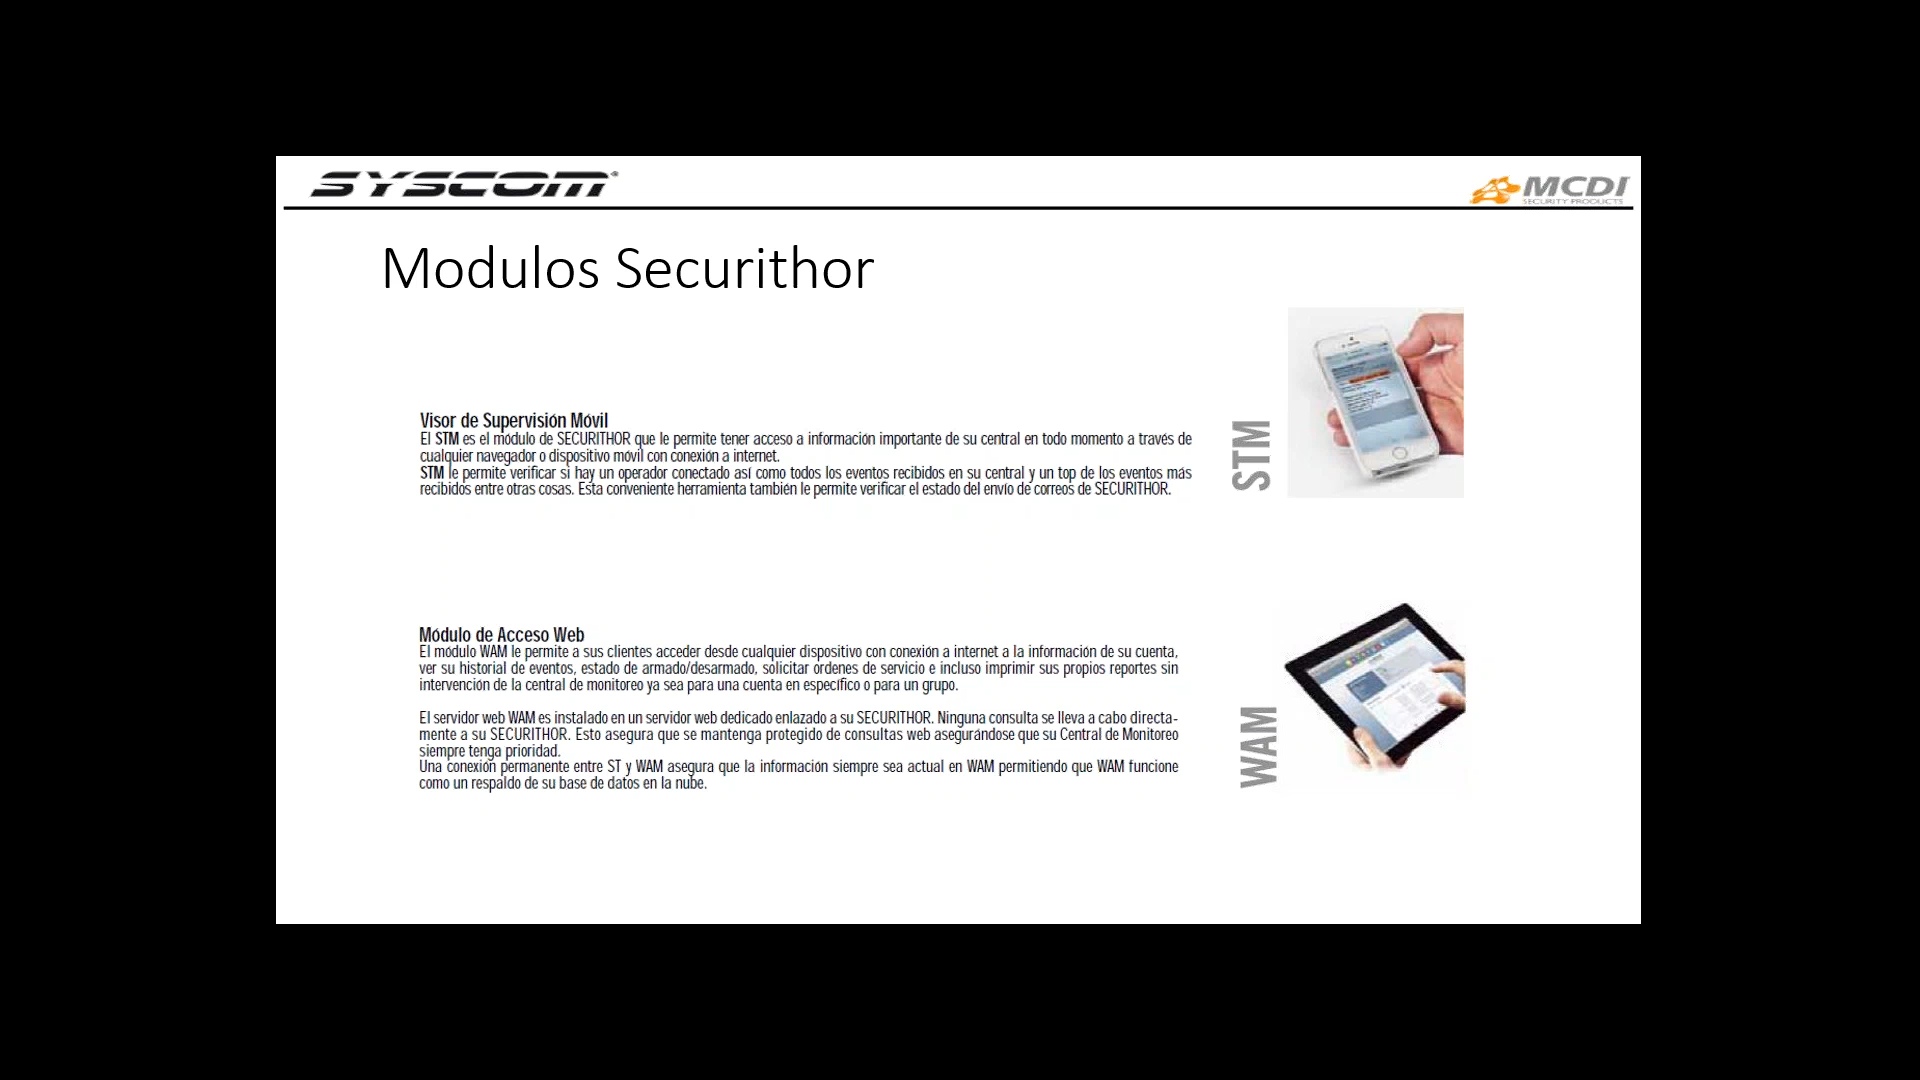 SYSCOM®
MCDI
SECURITY PRODUCTS
Modulos Securithor
Visor de Supervisión Móvil
El STM es el módulo de SECURITHOR que le permite tener acceso a información importante de su central en todo momento a través de
cualquier navegador o dispositivo móvil con conexión a internet.
STM le permite verificar si hay un operador conectado así como todos los eventos recibidos en su central y un top de los eventos más
recibidos entre otras cosas. Esta conveniente herramienta también le permite verificar el estado del envío de correos de SECURITHOR.
STM
Módulo de Acceso Web
El módulo WAM le permite a sus clientes acceder desde cualquier dispositivo con conexión a internet a la información de su cuenta,
ver su historial de eventos, estado de armado/desarmado, solicitar ordenes de servicio e incluso imprimir sus propios reportes sin
intervención de la central de monitoreo ya sea para una cuenta en específico o para un grupo.
El servidor web WAM es instalado en un servidor web dedicado enlazado a su SECURITHOR. Ninguna consulta se lleva a cabo directa-
mente a su SECURITHOR. Esto asegura que se mantenga protegido de consultas web asegurándose que su Central de Monitoreo
siempre tenga prioridad.
Una conexión permanente entre ST y WAM asegura que la información siempre sea actual en WAM permitiendo que WAM funcione
como un respaldo de su base de datos en la nube.
WAM